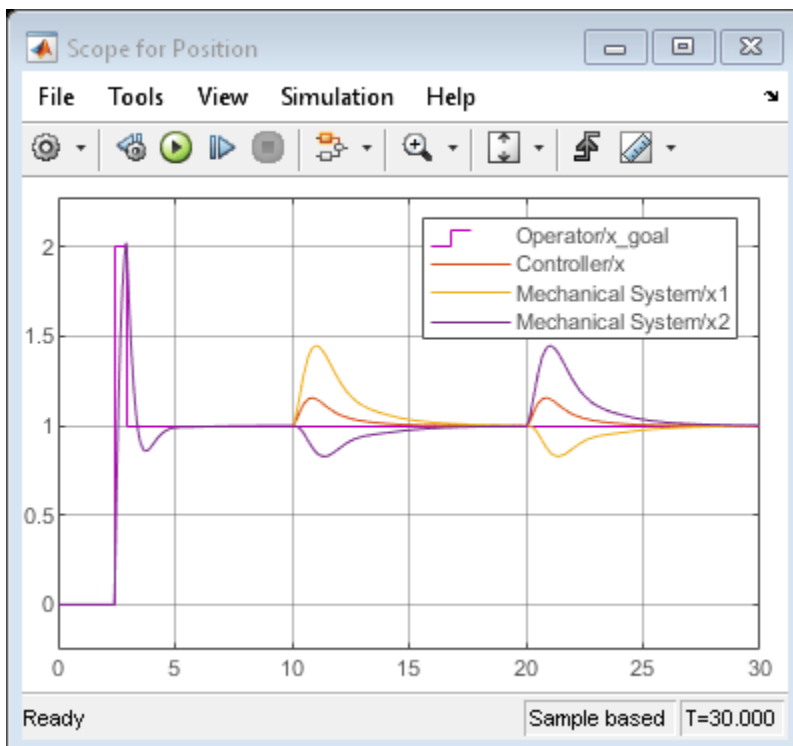 Scope for Position
File Tools View Simulation Help
Operator/x_goal
Controller/x
Mechanical System/x1
Mechanical System/x2
2
1.5
1
0.5
0
0 5 10 15 20 25 30
Ready Sample based T=30.000